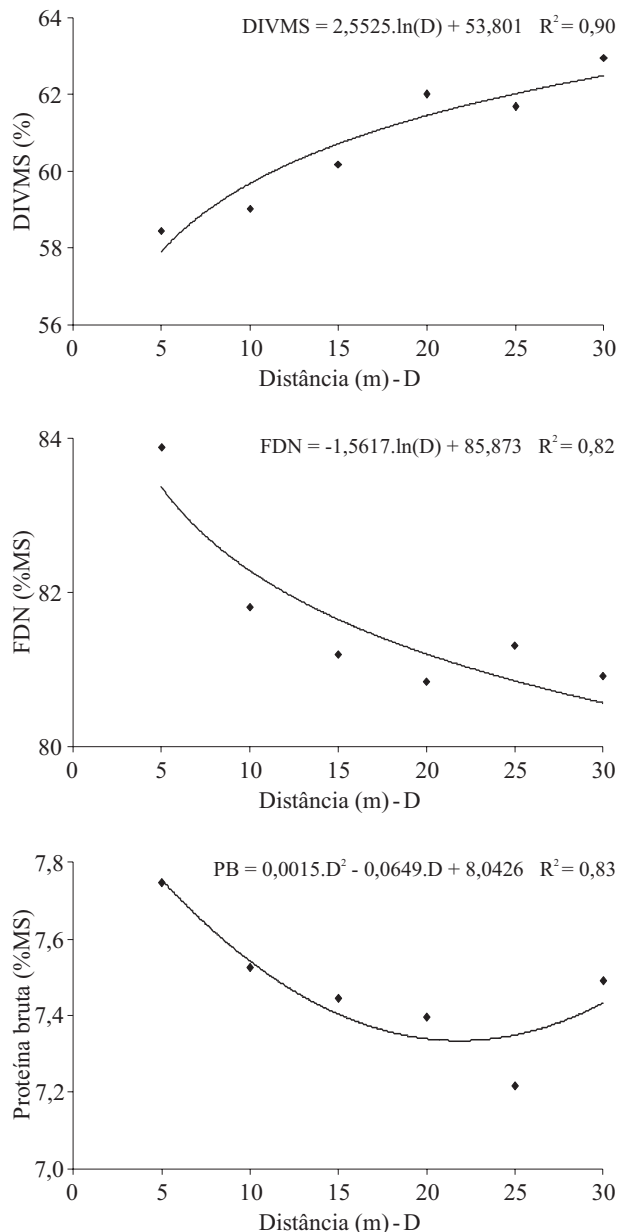 DIVMS = 2,5525.ln(D) + 53,801 R² = 0,90
64
62
60
58
56
DIVMS (%)
0 5 10 15 20 25 30
Distância (m) - D
FDN = -1,5617.ln(D) + 85,873 R² = 0,82
84
82
80
FDN (%MS)
0 5 10 15 20 25 30
Distância (m) - D
PB = 0,0015.D² - 0,0649.D + 8,0426 R² = 0,83
7,8
7,6
7,4
7,2
7,0
Proteína bruta (%MS)
0 5 10 15 20 25 30
Distância (m) - D